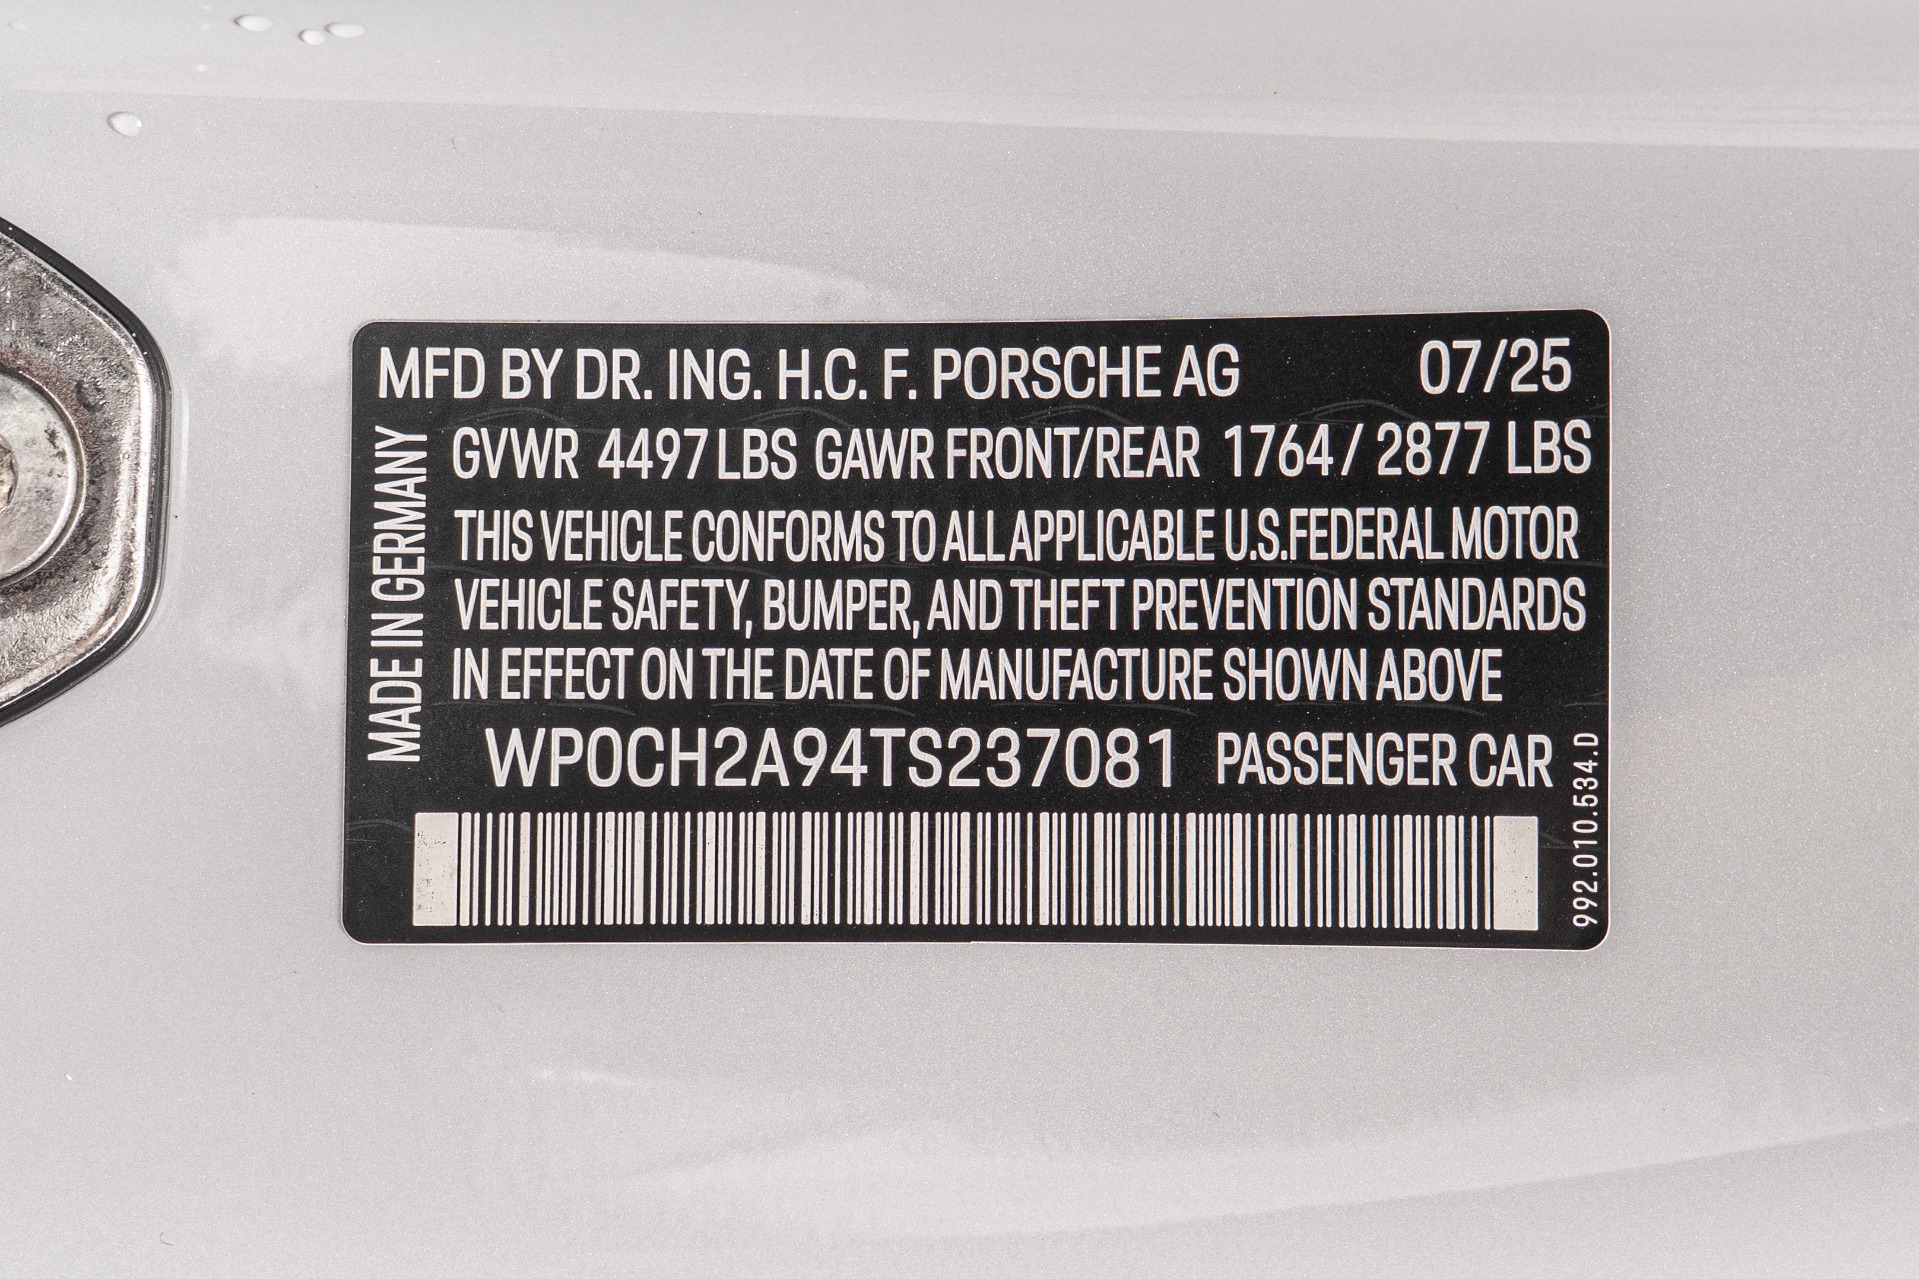 MFD BY DR. ING. H.C. F. PORSCHE AG 07/25
GVWR 4497 LBS GAWR FRONT/REAR 1764 / 2877 LBS
THIS VEHICLE CONFORMS TO ALL APPLICABLE U.S.FEDERAL MOTOR
VEHICLE SAFETY, BUMPER, AND THEFT PREVENTION STANDARDS
IN EFFECT ON THE DATE OF MANUFACTURE SHOWN ABOVE
WP0CH2A94TS237081 PASSENGER CAR
MADE IN GERMANY
992.010.534.D